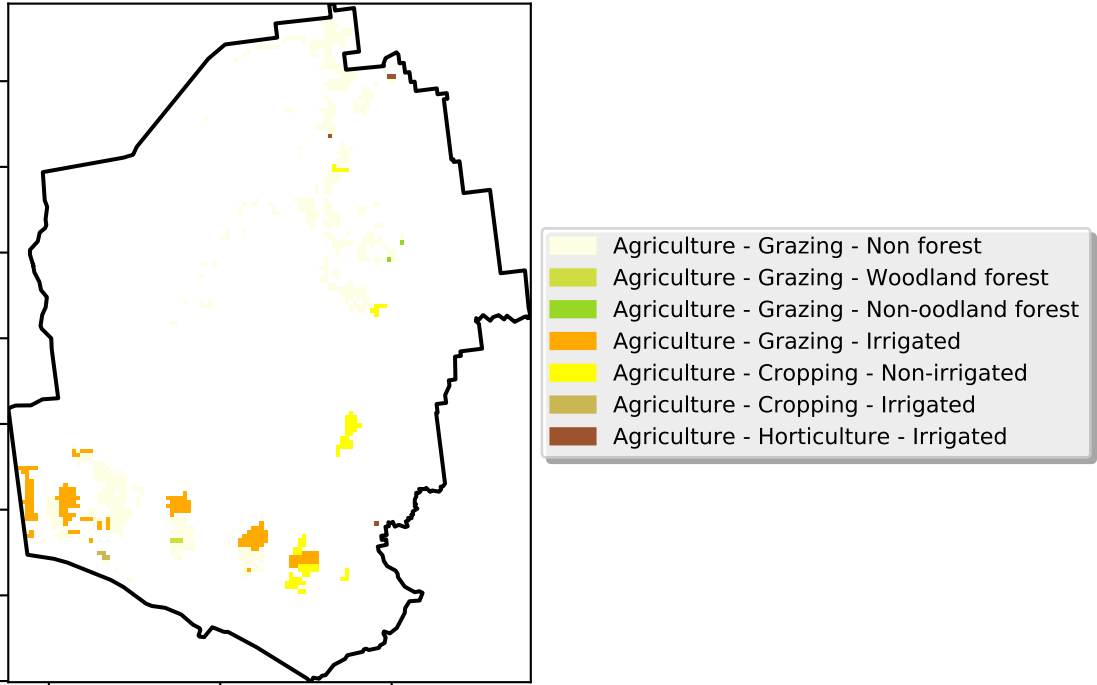 Agriculture - Grazing - Non forest
Agriculture - Grazing - Woodland forest
Agriculture - Grazing - Non-oodland forest
Agriculture - Grazing - Irrigated
Agriculture - Cropping - Non-irrigated
Agriculture - Cropping - Irrigated
Agriculture - Horticulture - Irrigated